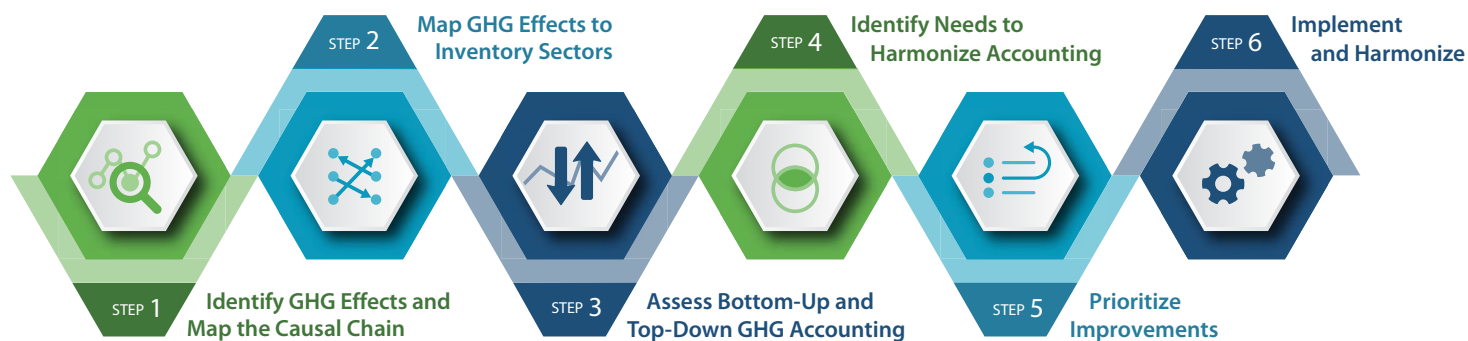 STEP 1
Identify GHG Effects and
Map the Causal Chain
STEP 2
Map GHG Effects to
Inventory Sectors
STEP 3
Assess Bottom-Up and
Top-Down GHG Accounting
STEP 4
Identify Needs to
Harmonize Accounting
STEP 5
Prioritize
Improvements
STEP 6
Implement
and Harmonize